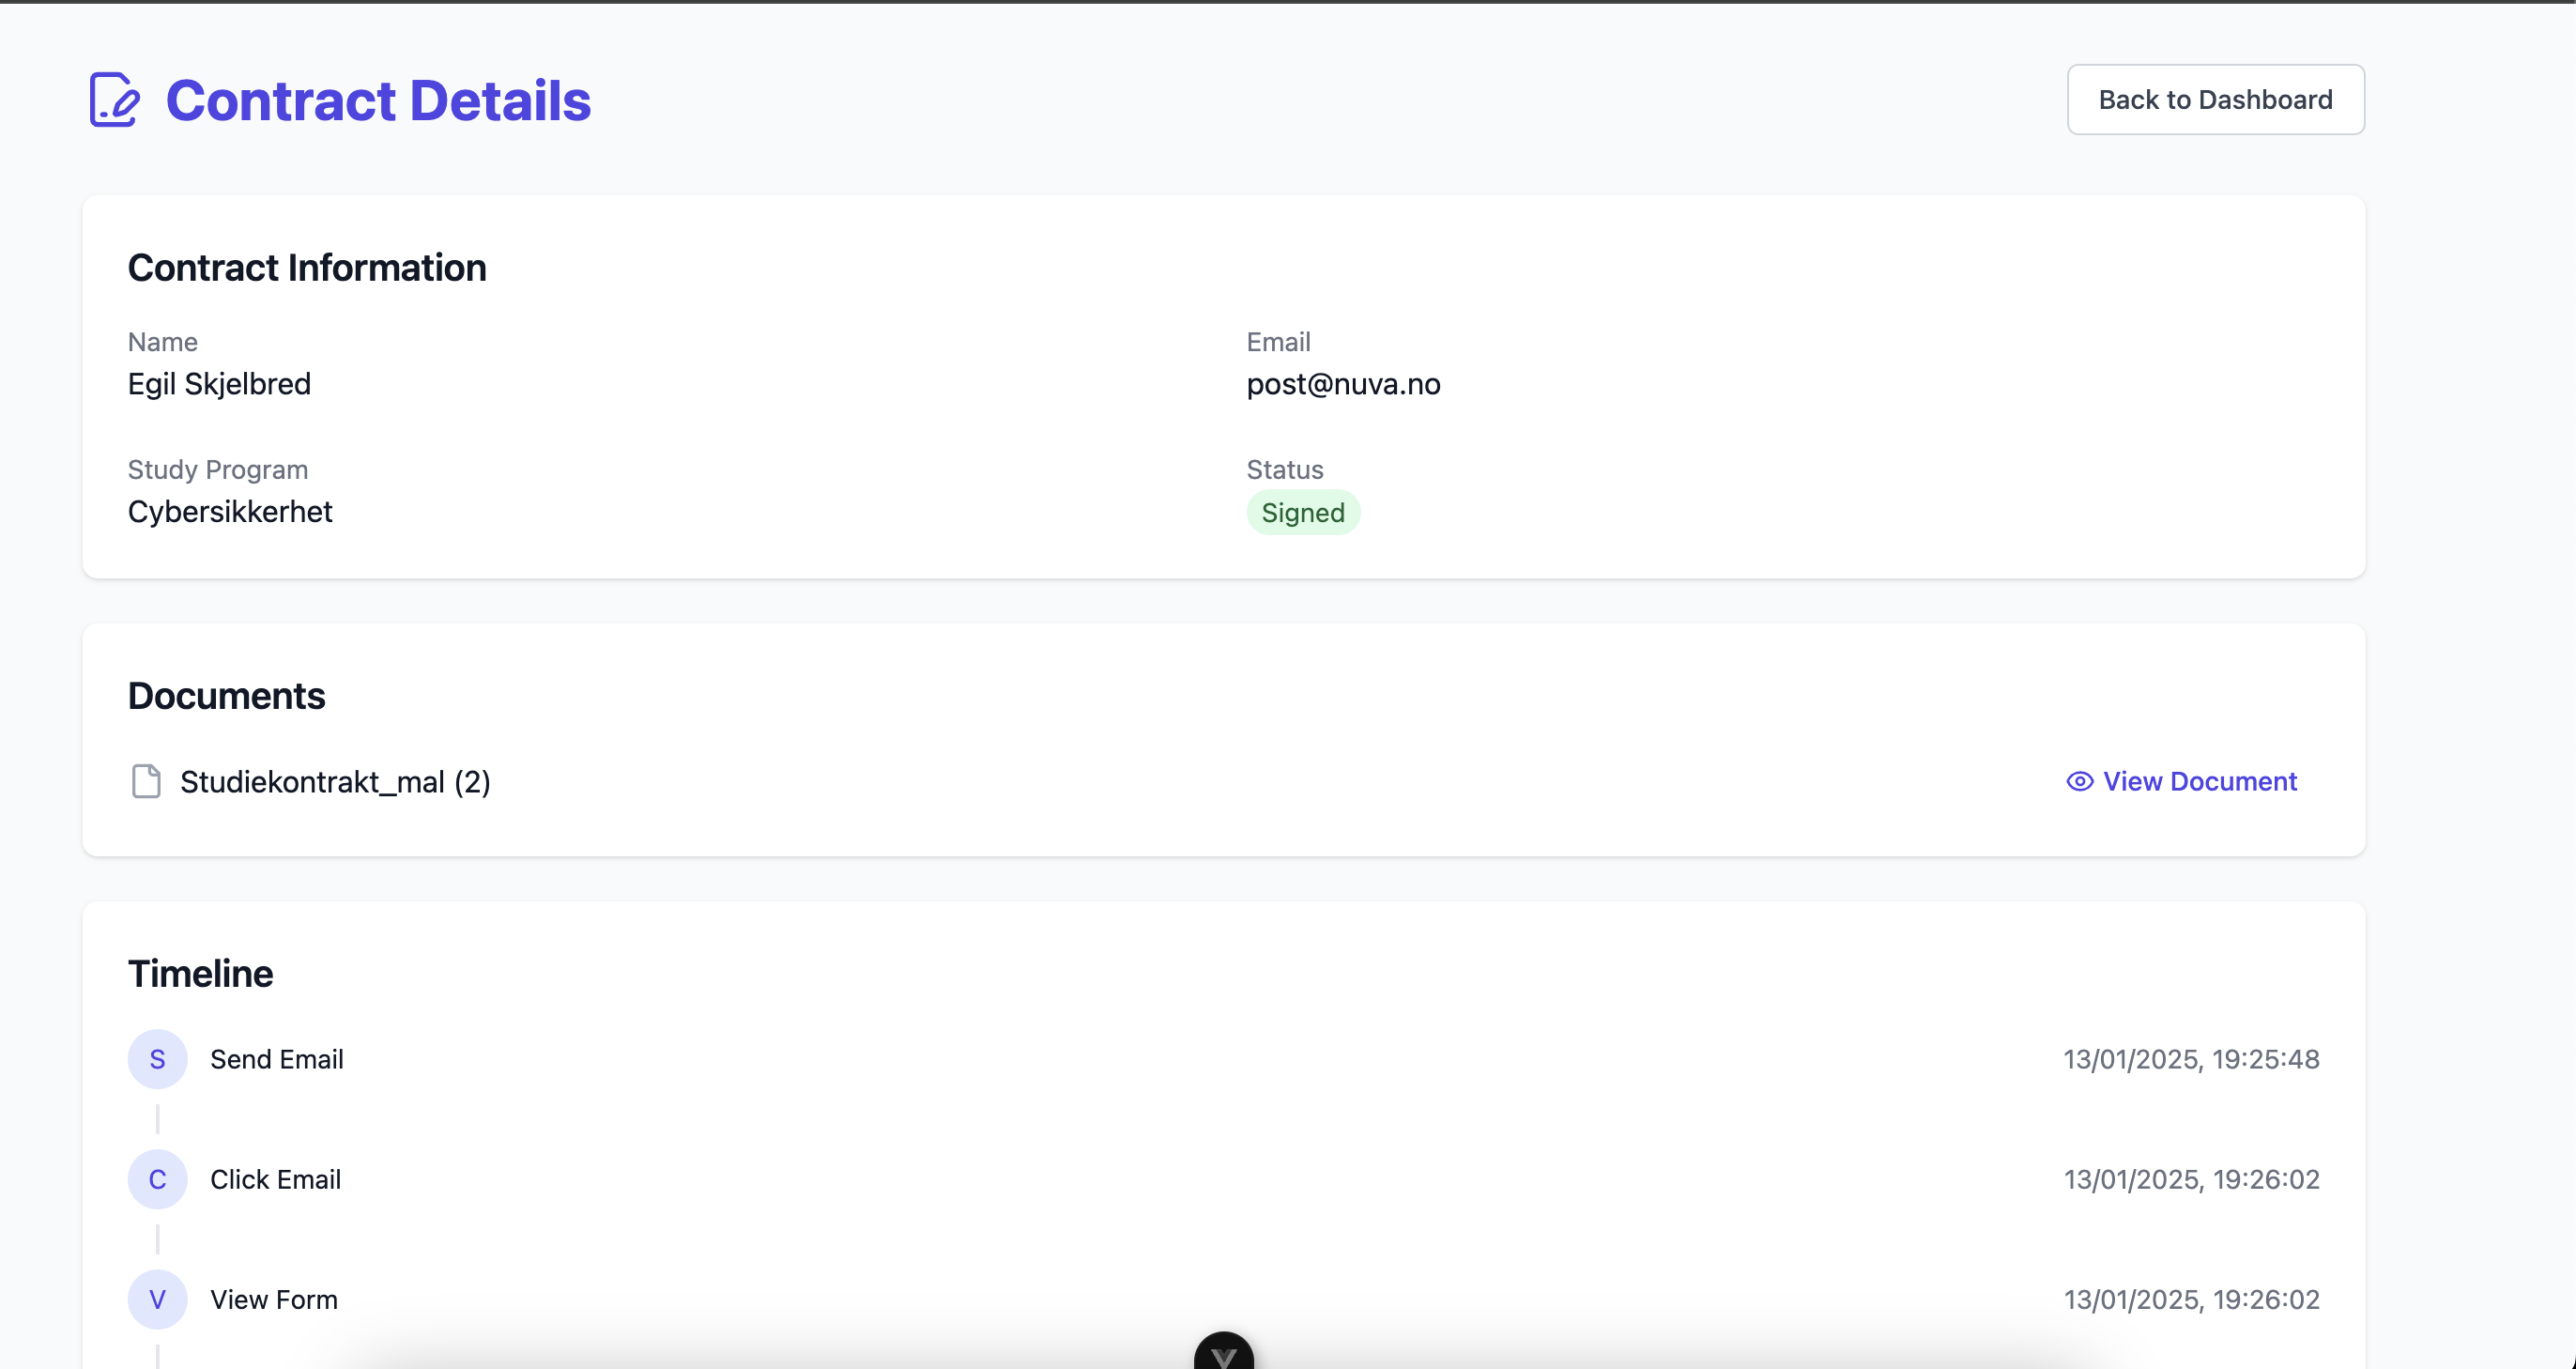 Contract Details
Back to Dashboard
Contract Information
Name
Email
Egil Skjelbred
post@nuva.no
Study Program
Status
Cybersikkerhet
Signed
Documents
Studiekontrakt_mal (2)
View Document
Timeline
S Send Email 13/01/2025, 19:25:48
C Click Email 13/01/2025, 19:26:02
V View Form 13/01/2025, 19:26:02